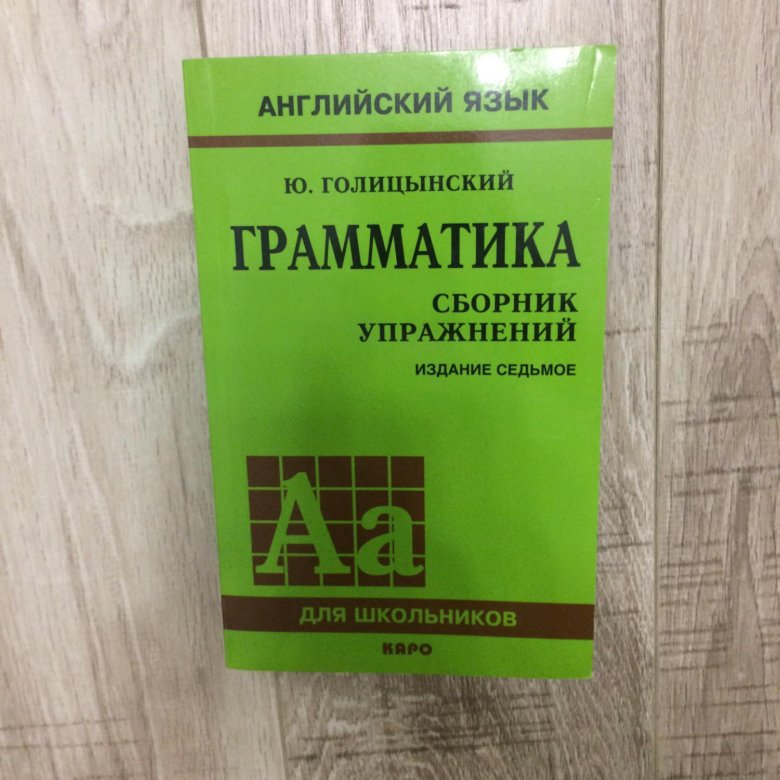 АНГЛИЙСКИЙ ЯЗЫК
Ю. ГОЛИЦЫНСКИЙ
ГРАММАТИКА
СБОРНИК
УПРАЖНЕНИЙ
ИЗДАНИЕ СЕДЬМОЕ
Aa
ДЛЯ ШКОЛЬНИКОВ
КАРО